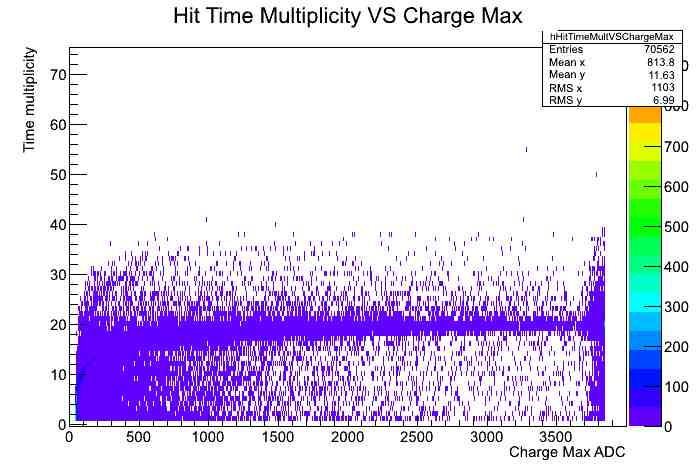 Hit Time Multiplicity VS Charge Max
hHitTimeMultVSChargeMax
Entries 70562
Mean x 813.8
Mean y 11.63
RMS x 1103
RMS y 6.99
Time multiplicity
70
60
50
40
30
20
10
0
0 500 1000 1500 2000 2500 3000 3500
Charge Max ADC
700
600
500
400
300
200
100
0